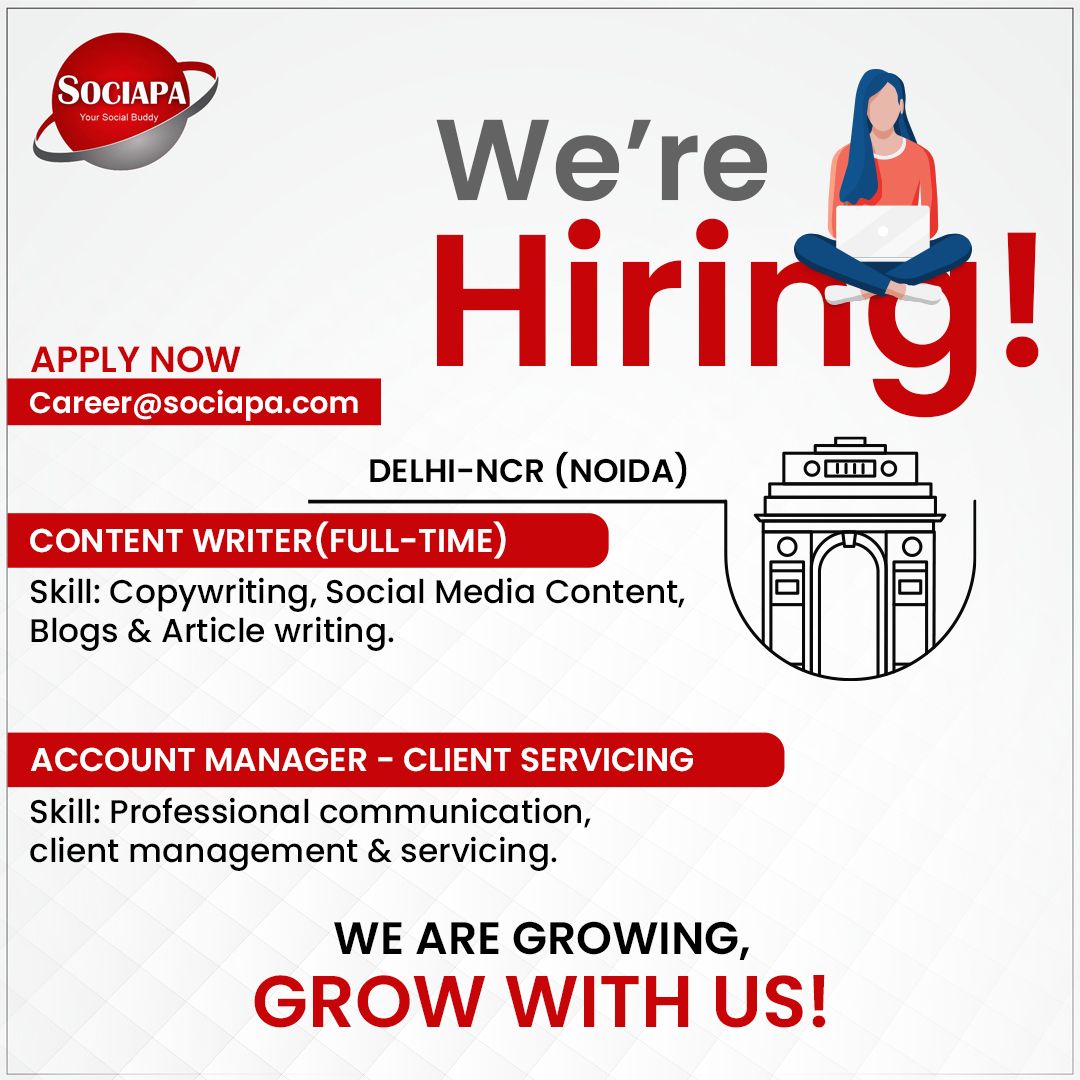 SOCIAPA
Your Social Buddy
We're
Hiring!
APPLY NOW
Career@sociapa.com
DELHI-NCR (NOIDA)
CONTENT WRITER(FULL-TIME)
Skill: Copywriting, Social Media Content,
Blogs & Article writing.
ACCOUNT MANAGER - CLIENT SERVICING
Skill: Professional communication,
client management & servicing.
WE ARE GROWING,
GROW WITH US!